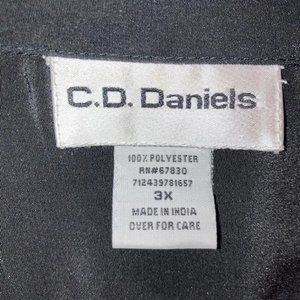 C.D. Daniels
100% POLYESTER
RN#67830
712439781657
3X
MADE IN INDIA
OVER FOR CARE